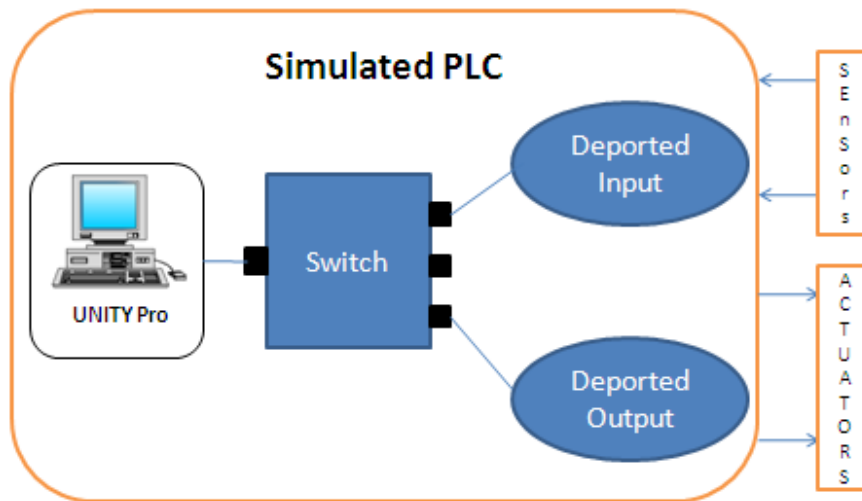 Simulated PLC
UNITY Pro
Switch
Deported
Input
Deported
Output
S
E
n
S
o
r
s
A
C
T
U
A
T
O
R
S